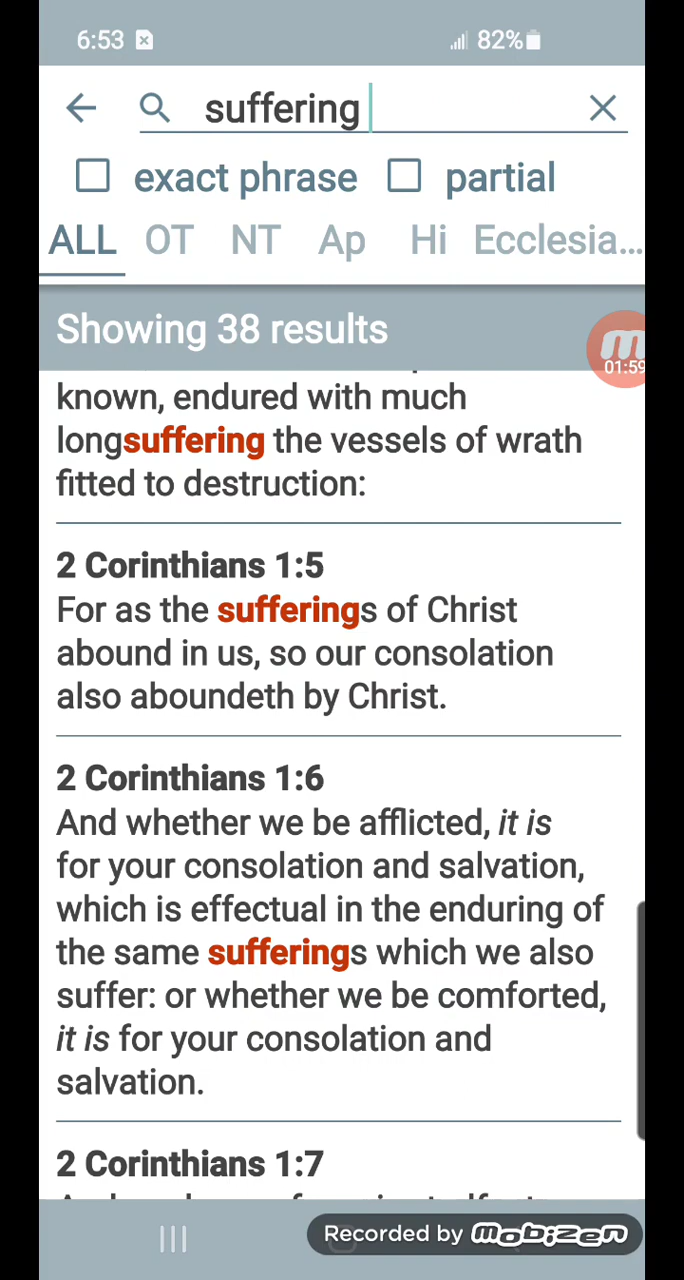 6:53 82%
suffering
exact phrase partial
ALL OT NT Ap Hi Ecclesia...
Showing 38 results
01:59
known, endured with much
longsuffering the vessels of wrath
fitted to destruction:
2 Corinthians 1:5
For as the sufferings of Christ
abound in us, so our consolation
also aboundeth by Christ.
2 Corinthians 1:6
And whether we be afflicted, it is
for your consolation and salvation,
which is effectual in the enduring of
the same sufferings which we also
suffer: or whether we be comforted,
it is for your consolation and
salvation.
2 Corinthians 1:7
Recorded by mobizen